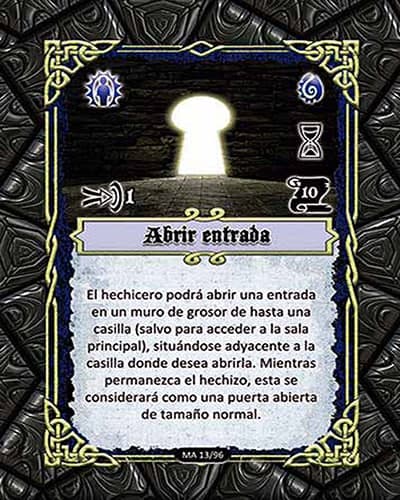 10
1
Abrir entrada
El hechicero podrá abrir una entrada
en un muro de grosor de hasta una
casilla (salvo para acceder a la sala
principal), situándose adyacente a la
casilla donde desea abrirla. Mientras
permanezca el hechizo, esta se
considerará como una puerta abierta
de tamaño normal.
MA 13/96